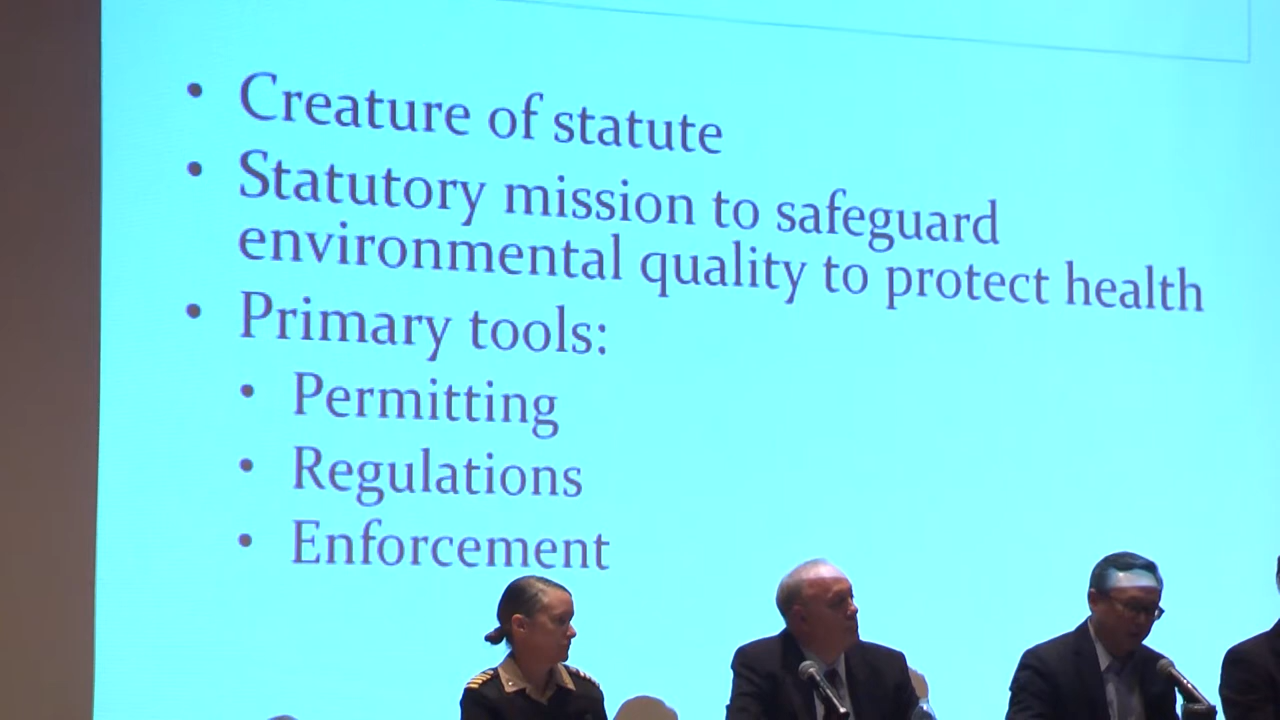 • Creature of statute
• Statutory mission to safeguard
environmental quality to protect health
• Primary tools:
• Permitting
• Regulations
• Enforcement